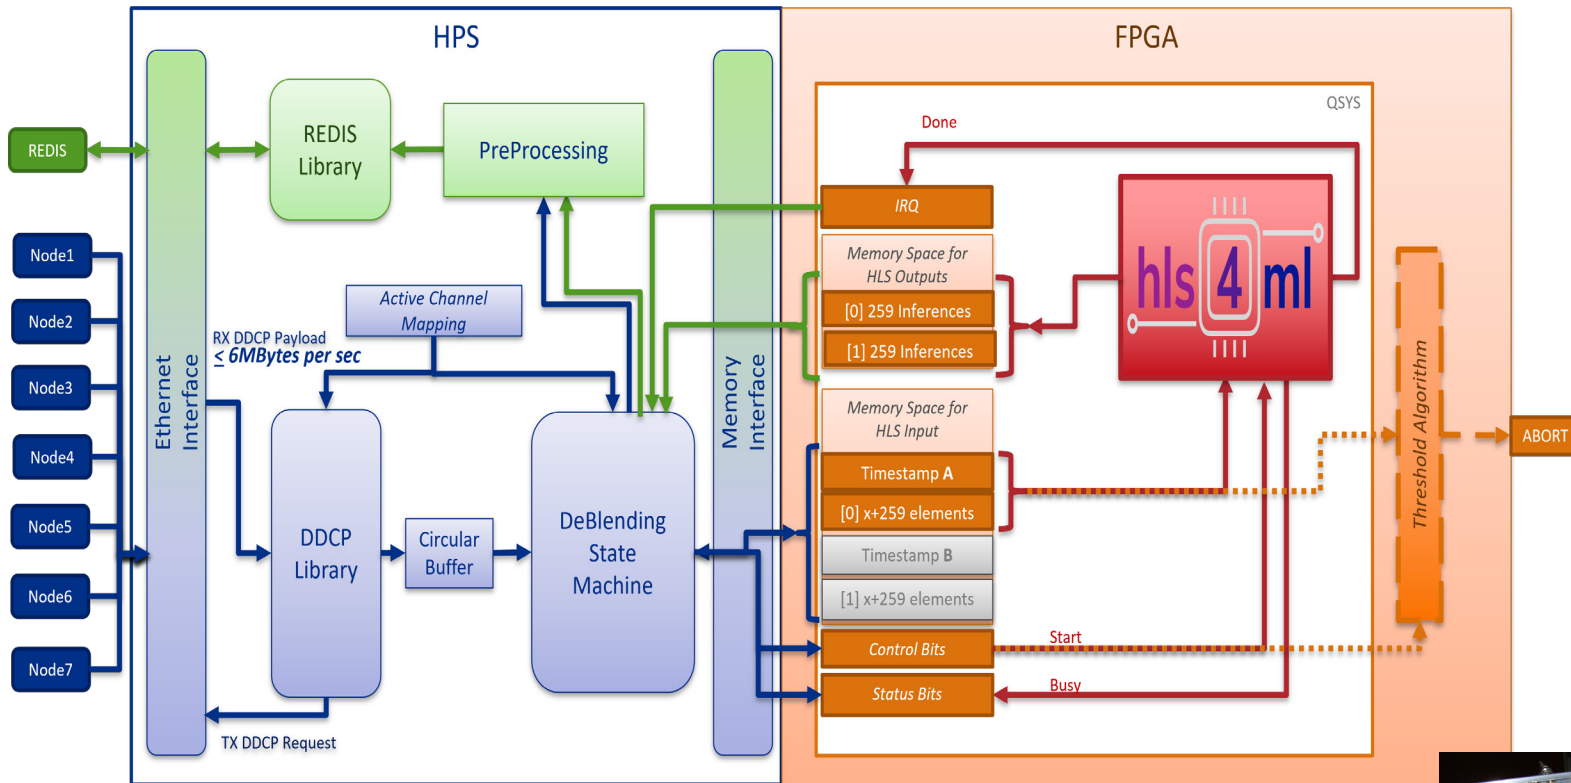 HPS
FPGA
QSYS
REDIS
REDIS
Library
PreProcessing
Done
IRQ
Node1
Node2
Node3
Node4
Node5
Node6
Node7
Ethernet
Interface
Active Channel
Mapping
RX DDCP Payload
< 6MBytes per sec
DDCP
Library
Circular
Buffer
DeBlending
State
Machine
TX DDCP Request
Memory
Interface
Memory Space for
HLS Outputs
[0] 259 Inferences
[1] 259 Inferences
Memory Space for
HLS Input
Timestamp A
[0] x+259 elements
Timestamp B
[1] x+259 elements
Control Bits
Status Bits
Start
Busy
hls 4 ml
Threshold Algorithm
ABORT